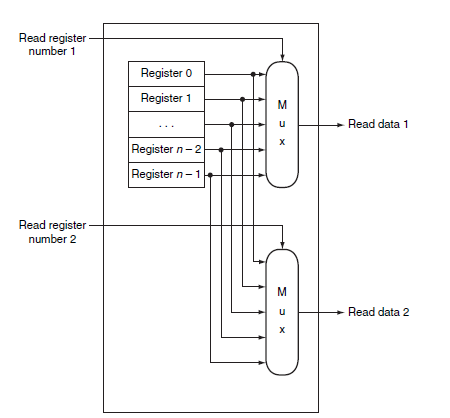 Read register
number 1
Register 0
Register 1
. . .
Register n – 2
Register n – 1
M
u
x
Read data 1
Read register
number 2
M
u
x
Read data 2